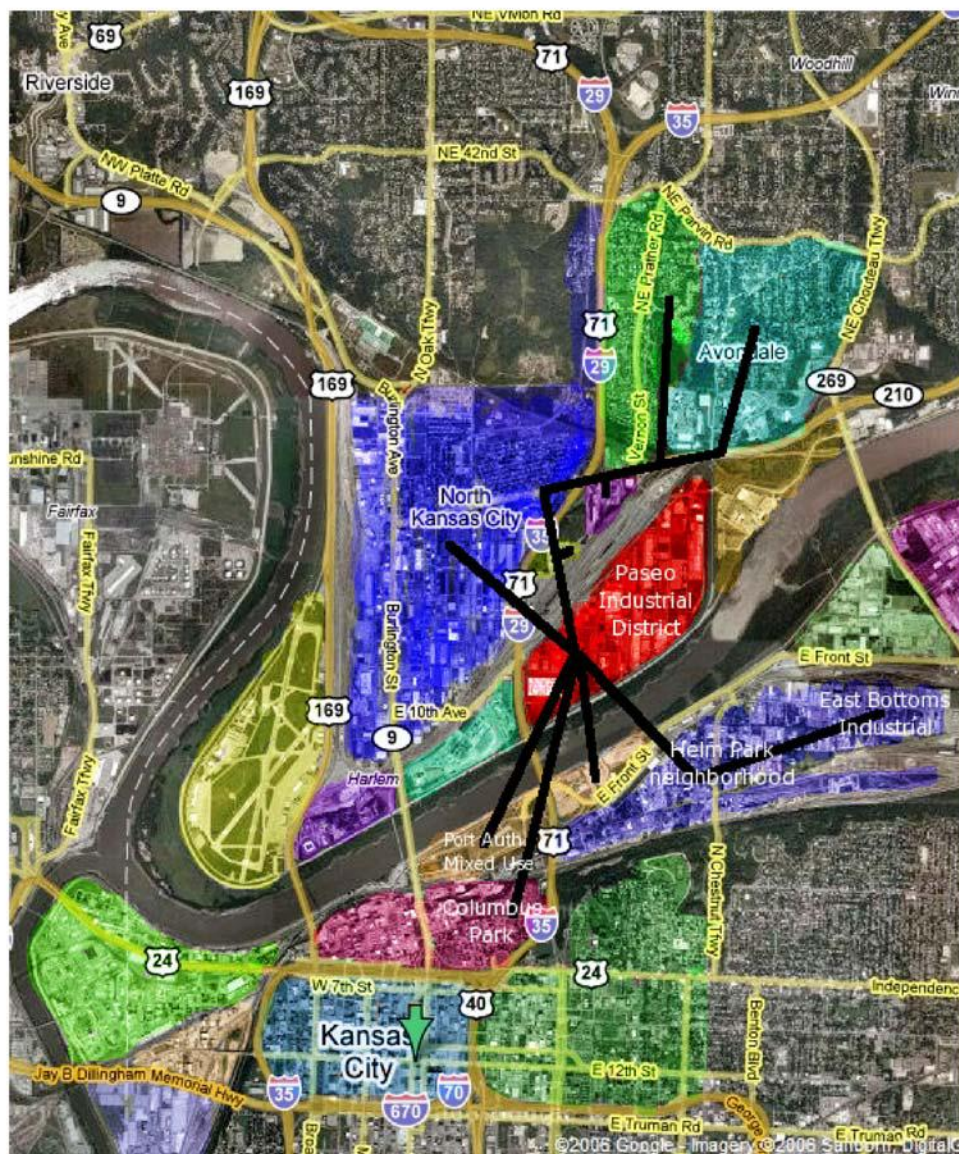 NE Vivion Rd
69
71
Woodhill
Riverside
169
29
35
NE 42nd St
NW Platte Rd
9
NE Parvin Rd
NE Prather Rd
NE Chouteau Tfwy
N Oak Tfwy
71
29
Avondale
169
269
210
Burlington Ave
Vernon St
North
Kansas City
Fairfax
35
71
Paseo
Industrial
District
Fairfax Tfwy
Burlington St
29
E Front St
169
E 10th Ave
East Bottoms
Industrial
9
Helm Park
neighborhood
Harlem
E Front St
Fairfax Tfwy
Port Auth.
Mixed Use
71
N Chestnut Tfwy
Columbus
Park
35
24
24
W 7th St
40
Independenc
Kansas
City
Benton Blvd
E 12th St
Jay B Dillingham Memorial Hwy
35
70
670
George
E Truman Rd
E Truman Rd
©2006 Google - Imagery ©2006 Sanborn, DigitalG